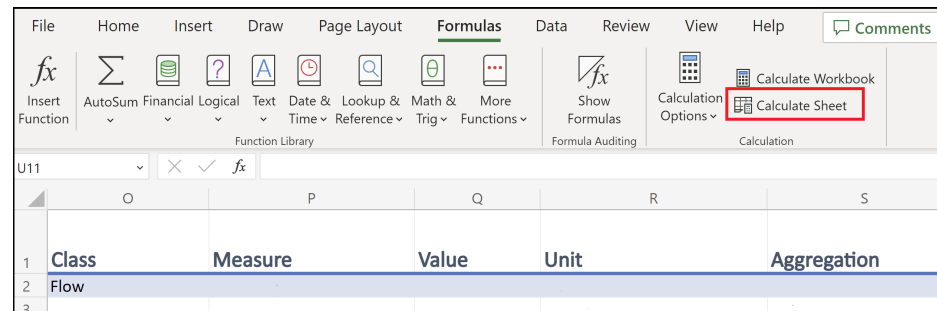 File Home Insert Draw Page Layout Formulas Data Review View Help Comments
Insert Function
AutoSum
Financial
Logical
Text
Date & Time
Lookup & Reference
Math & Trig
More Functions
Function Library
Show Formulas
Formula Auditing
Calculation Options
Calculate Workbook
Calculate Sheet
Calculation
U11 fx
O P Q R S
1 Class Measure Value Unit Aggregation
2 Flow
3